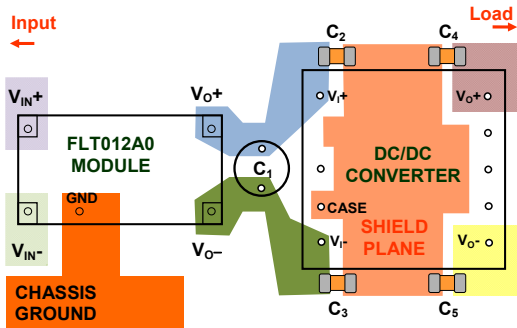 Input
Load
C2
C4
VIN+
VO+
VI+
VO+
FLT012A0
MODULE
C1
DC/DC
CONVERTER
GND
CASE
SHIELD
PLANE
VIN-
VO–
VI-
VO-
CHASSIS
GROUND
C3
C5